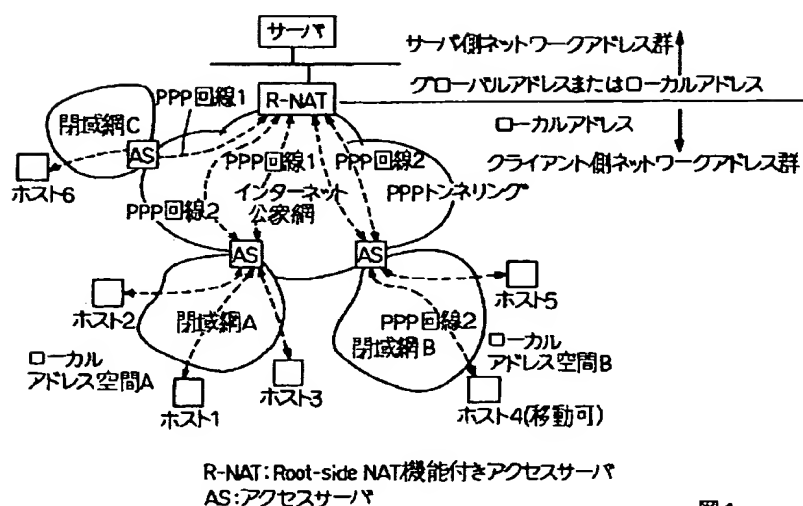 サーバ
サーバ側ネットワークアドレス群
グローバルアドレスまたはローカルアドレス
R-NAT
PPP回線1
閉域網C
AS
ホスト6
ローカルアドレス
クライアント側ネットワークアドレス群
PPP回線1
PPP回線2
PPP回線2
インターネット
公衆網
PPPトンネリング
AS
AS
ホスト2
閉域網A
ホスト5
PPP回線2
閉域網B
ローカル
アドレス空間A
ローカル
アドレス空間B
ホスト1
ホスト3
ホスト4(移動可)
R-NAT:Root-side NAT機能付きアクセスサーバ
AS:アクセスサーバ